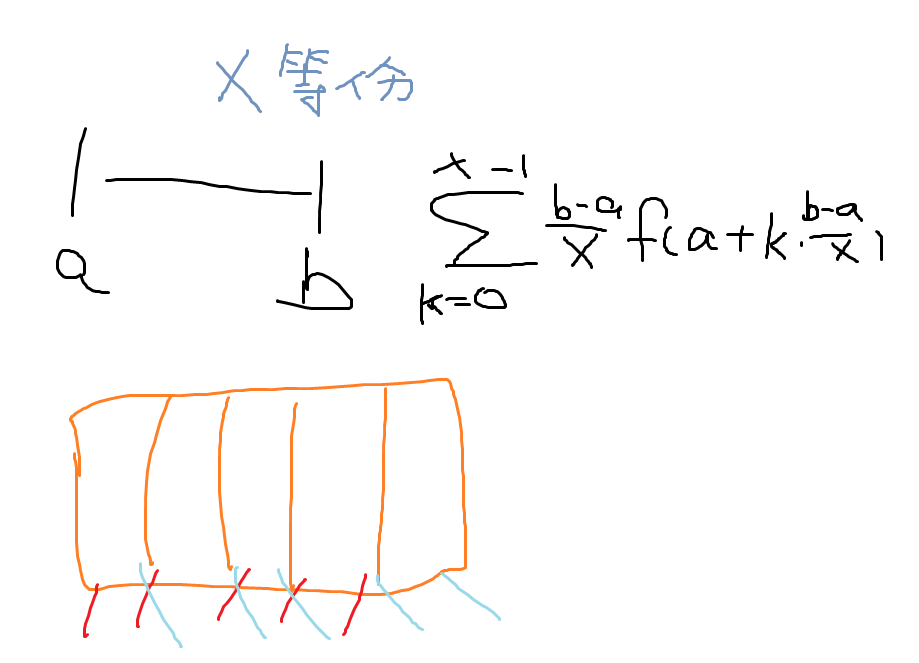 X等份
a b
x-1
∑ b-a/x f(a+k·b-a/x)
k=0